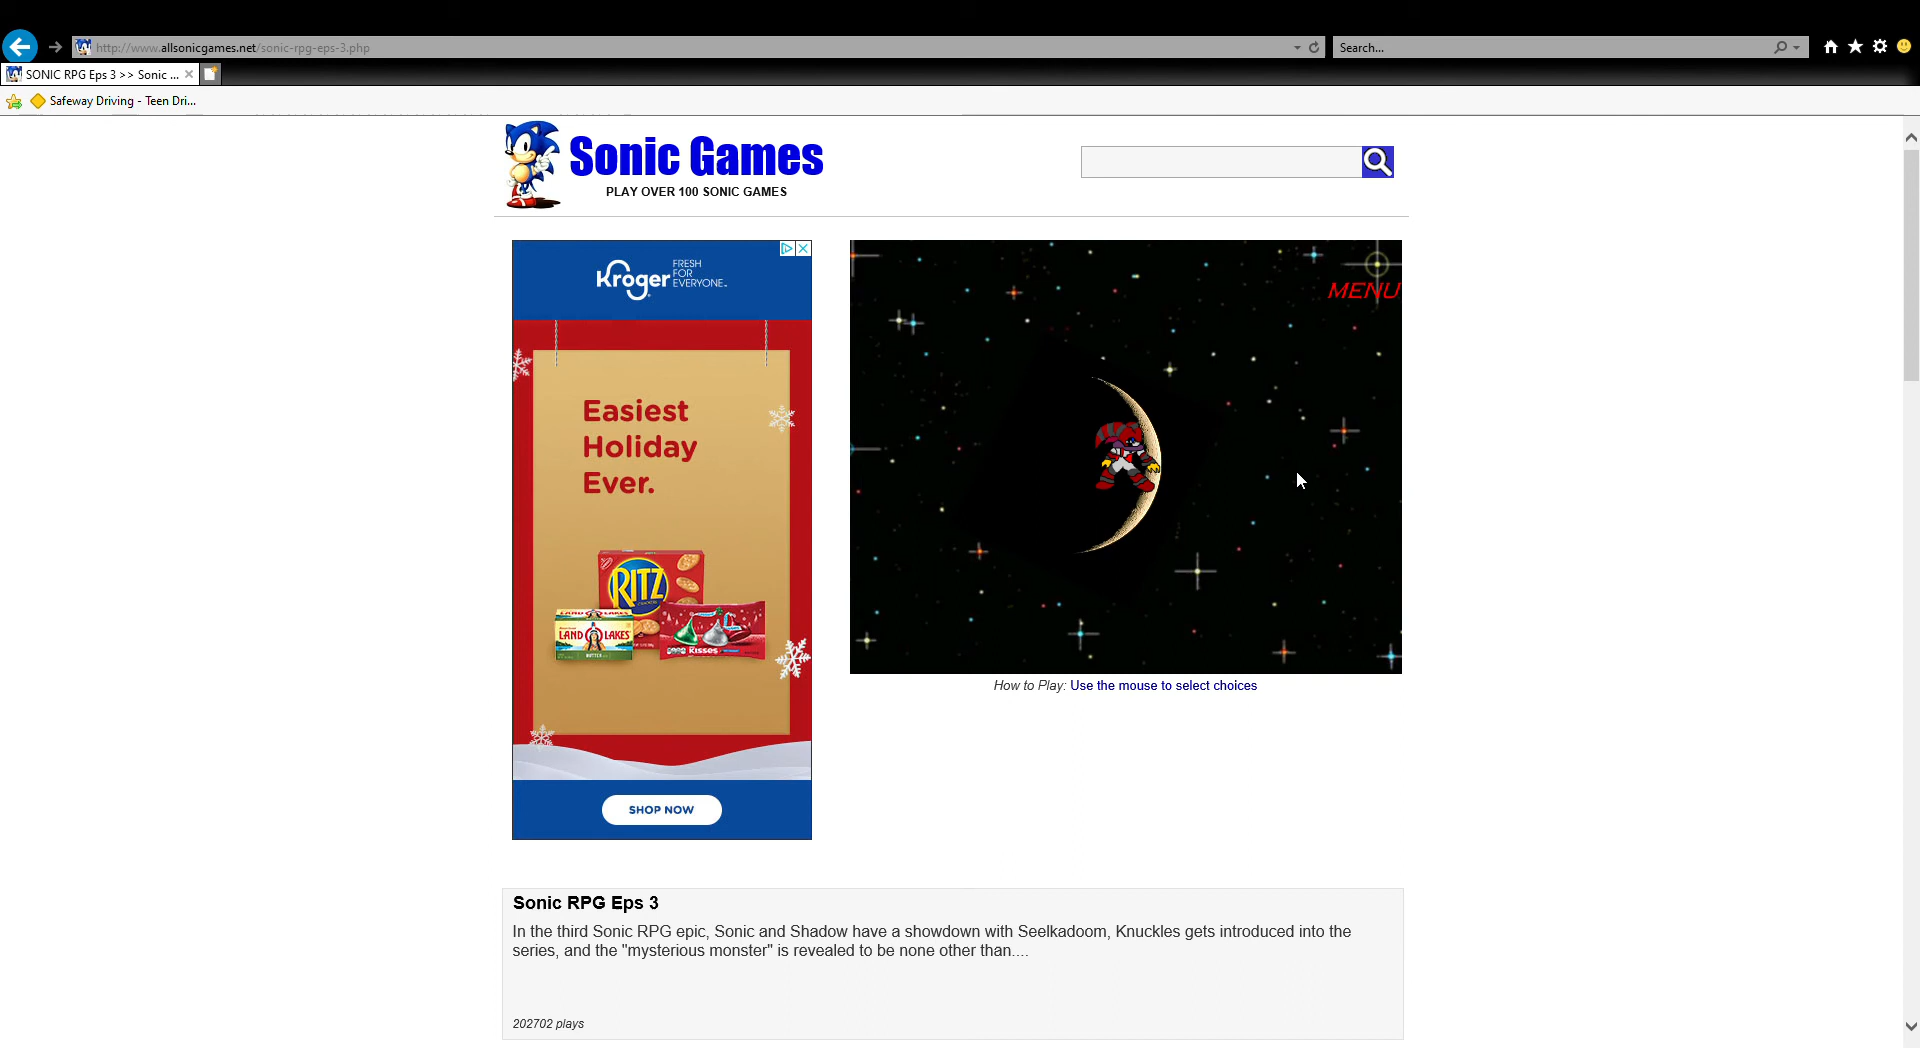 http://www.allsonicgames.net/sonic-rpg-eps-3.php
Search...
SONIC RPG Eps 3 >> Sonic ...
Safeway Driving - Teen Dri...
Sonic Games
PLAY OVER 100 SONIC GAMES
Kroger
FRESH
FOR
EVERYONE.
Easiest
Holiday
Ever.
RITZ
LAND O LAKES
BUTTER
Kisses
SHOP NOW
MENU
How to Play: Use the mouse to select choices
Sonic RPG Eps 3
In the third Sonic RPG epic, Sonic and Shadow have a showdown with Seelkadoom, Knuckles gets introduced into the
series, and the "mysterious monster" is revealed to be none other than....
202702 plays